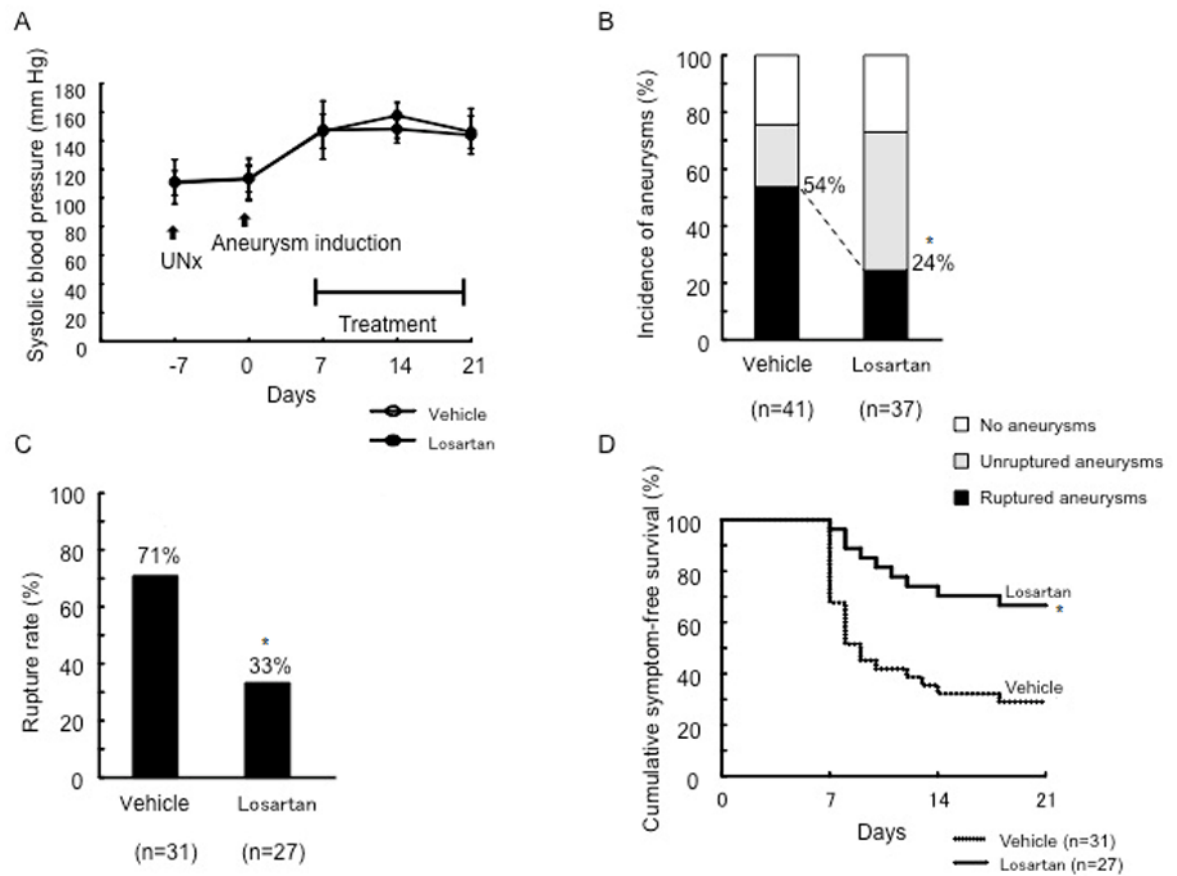 A
Systolic blood pressure (mm Hg)
180
160
140
120
100
80
60
40
20
0
UNx
Aneurysm induction
Treatment
-7 0 7 14 21
Days
Vehicle
Losartan
B
Incidence of aneurysms (%)
100
80
60
40
20
0
54%
*
24%
Vehicle Losartan
(n=41) (n=37)
No aneurysms
Unruptured aneurysms
Ruptured aneurysms
C
Rupture rate (%)
100
80
60
40
20
0
71%
*
33%
Vehicle Losartan
(n=31) (n=27)
D
Cumulative symptom-free survival (%)
100
80
60
40
20
0
Losartan
*
Vehicle
0 7 14 21
Days
Vehicle (n=31)
Losartan (n=27)